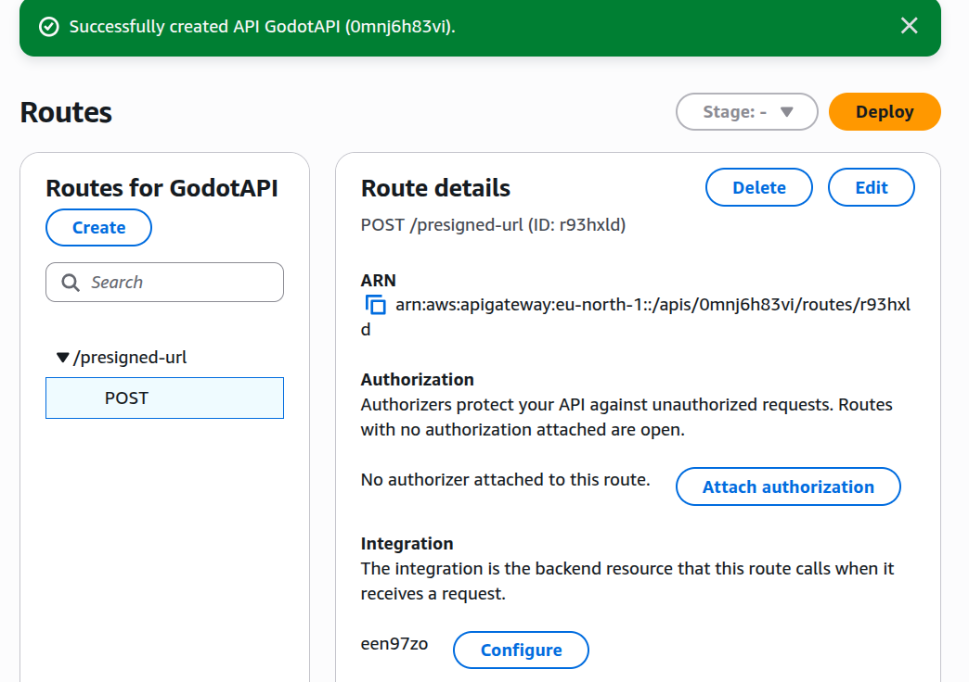 Successfully created API GodotAPI (0mnj6h83vi).
Routes
Stage: -
Deploy
Routes for GodotAPI
Create
Search
/presigned-url
POST
Route details
Delete
Edit
POST /presigned-url (ID: r93hxld)
ARN
arn:aws:apigateway:eu-north-1::/apis/0mnj6h83vi/routes/r93hxl
d
Authorization
Authorizers protect your API against unauthorized requests. Routes
with no authorization attached are open.
No authorizer attached to this route.
Attach authorization
Integration
The integration is the backend resource that this route calls when it
receives a request.
een97zo
Configure